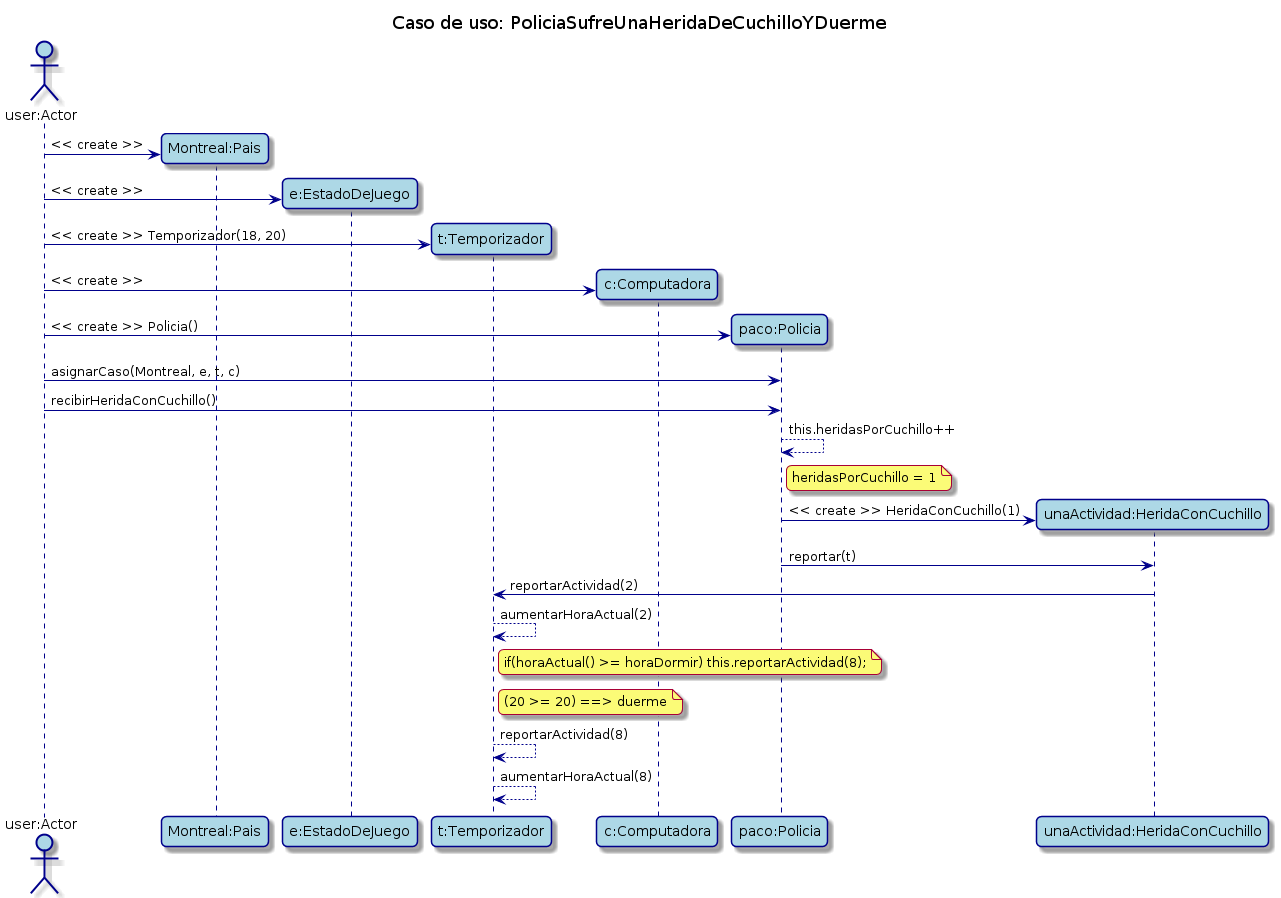 Caso de uso: PoliciaSufreUnaHeridaDeCuchilloYDuerme
user:Actor
<< create >>
Montreal:Pais
<< create >>
e:EstadoDeJuego
<< create >> Temporizador(18, 20)
t:Temporizador
<< create >>
c:Computadora
<< create >> Policia()
paco:Policia
asignarCaso(Montreal, e, t, c)
recibirHeridaConCuchillo()
this.heridasPorCuchillo++
heridasPorCuchillo = 1
<< create >> HeridaConCuchillo(1)
unaActividad:HeridaConCuchillo
reportar(t)
reportarActividad(2)
aumentarHoraActual(2)
if(horaActual() >= horaDormir) this.reportarActividad(8);
(20 >= 20) ==> duerme
reportarActividad(8)
aumentarHoraActual(8)
user:Actor
Montreal:Pais
e:EstadoDeJuego
t:Temporizador
c:Computadora
paco:Policia
unaActividad:HeridaConCuchillo